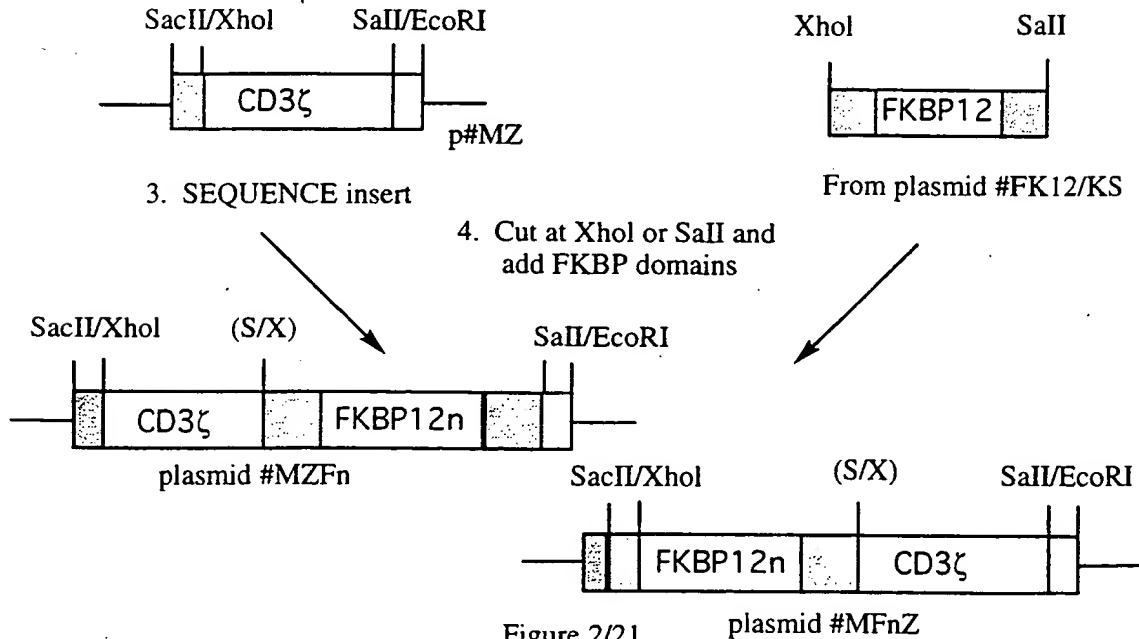 SacII/XhoI SalI/EcoRI
XhoI SalI
CD3ζ
FKBP12
p#MZ
3. SEQUENCE insert
From plasmid #FK12/KS
4. Cut at XhoI or SalI and
add FKBP domains
SacII/XhoI (S/X) SalI/EcoRI
CD3ζ FKBP12n
plasmid #MZFn
SacII/XhoI (S/X) SalI/EcoRI
FKBP12n CD3ζ
plasmid #MFnZ
Figure 2/21